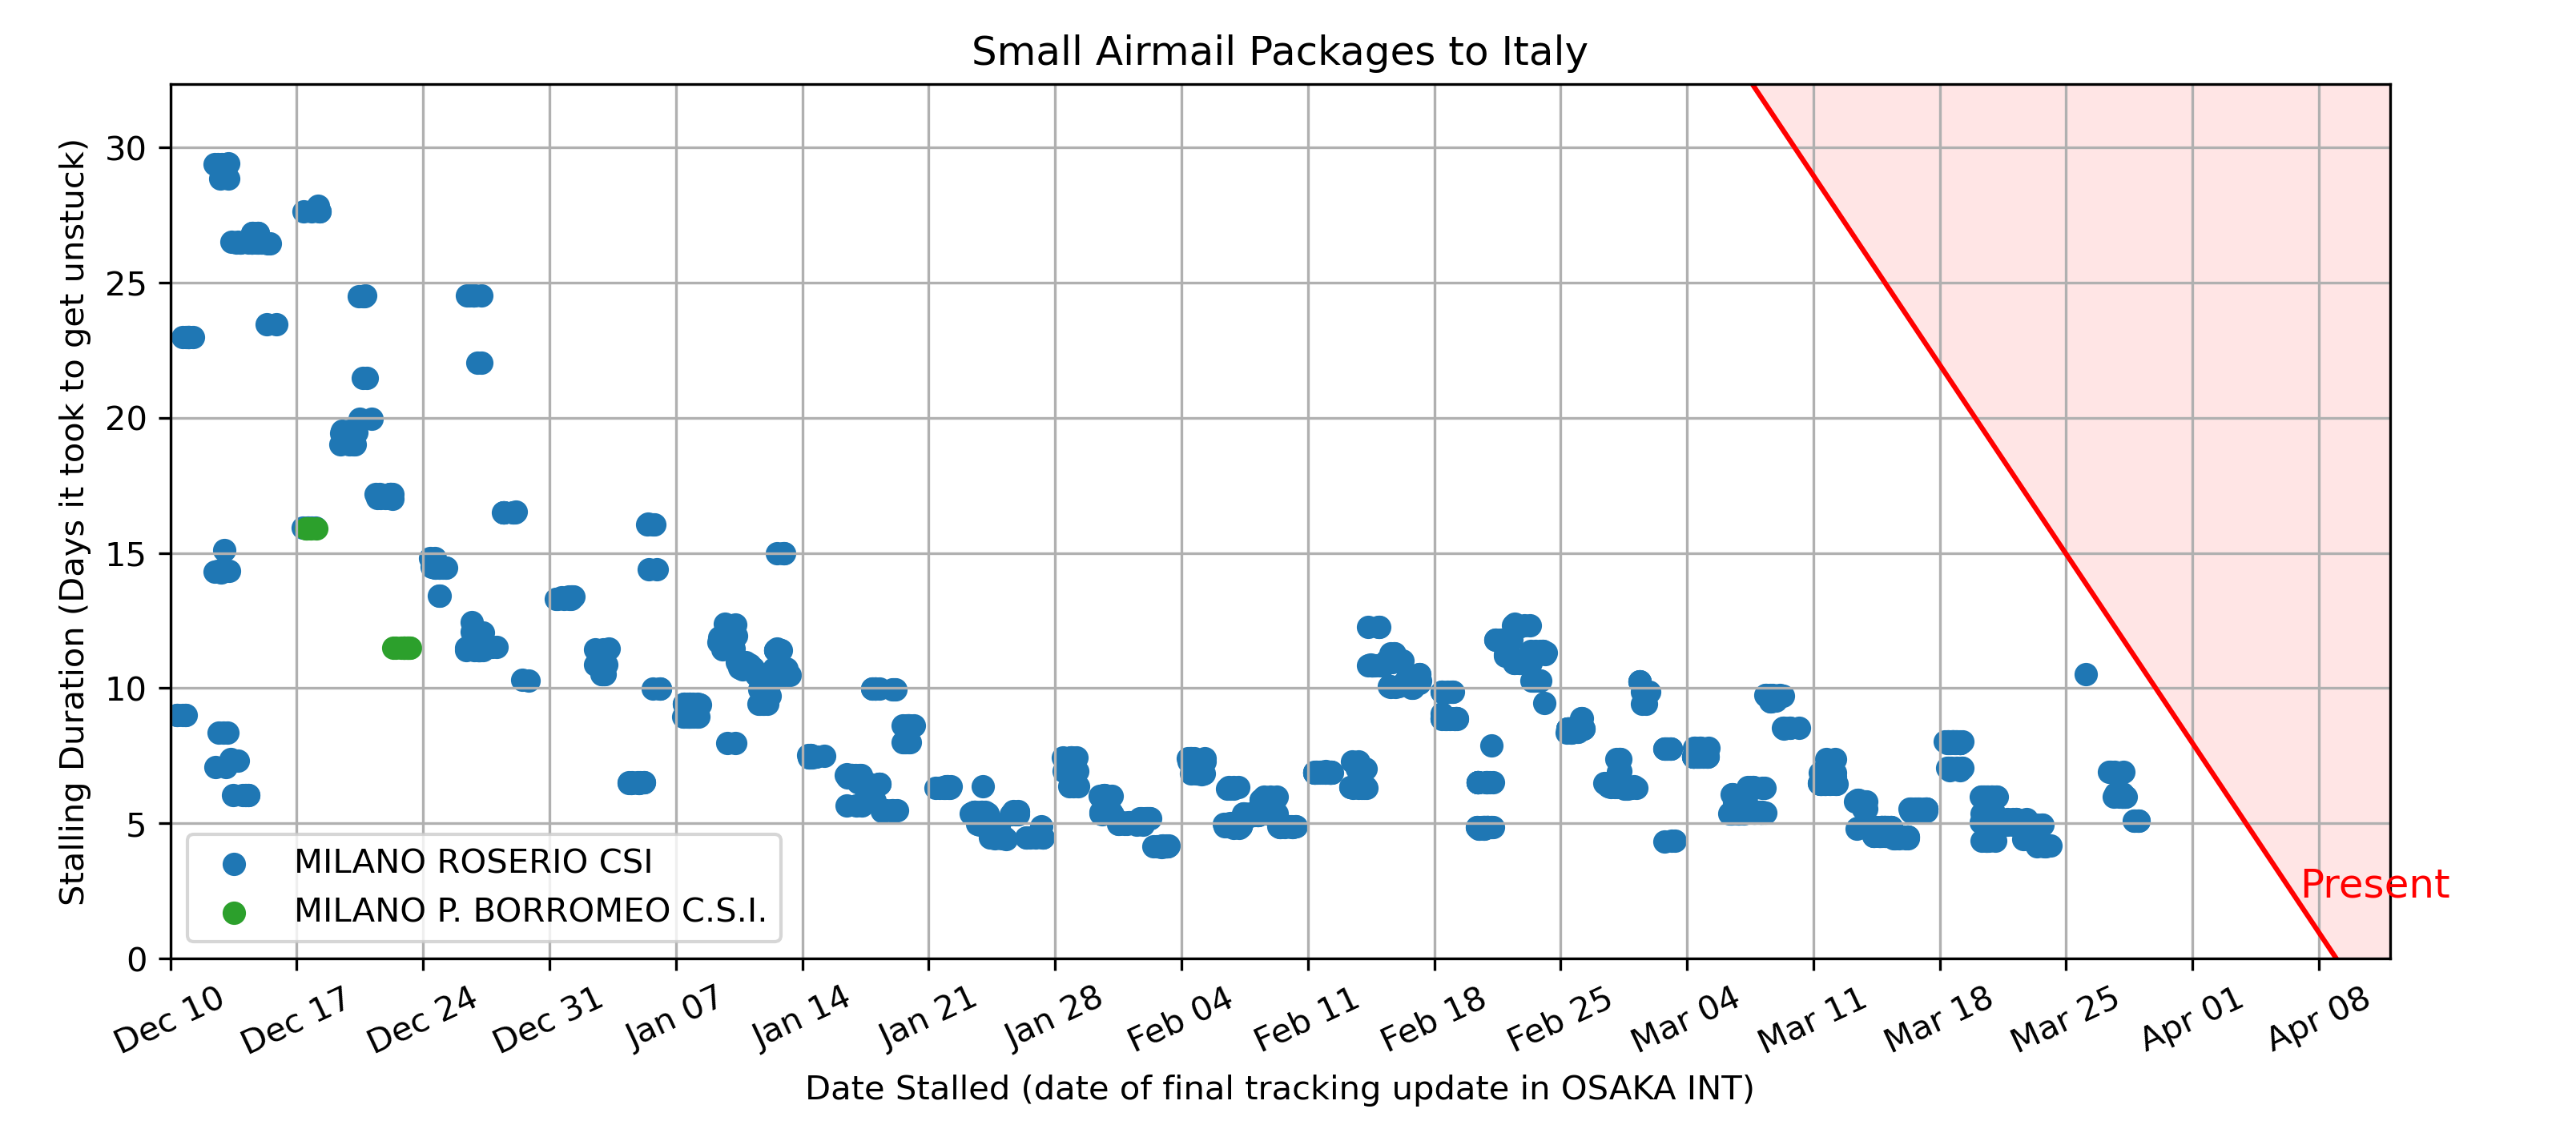 Small Airmail Packages to Italy
Stalling Duration (Days it took to get unstuck)
30
25
20
15
10
5
0
MILANO ROSERIO CSI
MILANO P. BORROMEO C.S.I.
Present
Dec 10
Dec 17
Dec 24
Dec 31
Jan 07
Jan 14
Jan 21
Jan 28
Feb 04
Feb 11
Feb 18
Feb 25
Mar 04
Mar 11
Mar 18
Mar 25
Apr 01
Apr 08
Date Stalled (date of final tracking update in OSAKA INT)